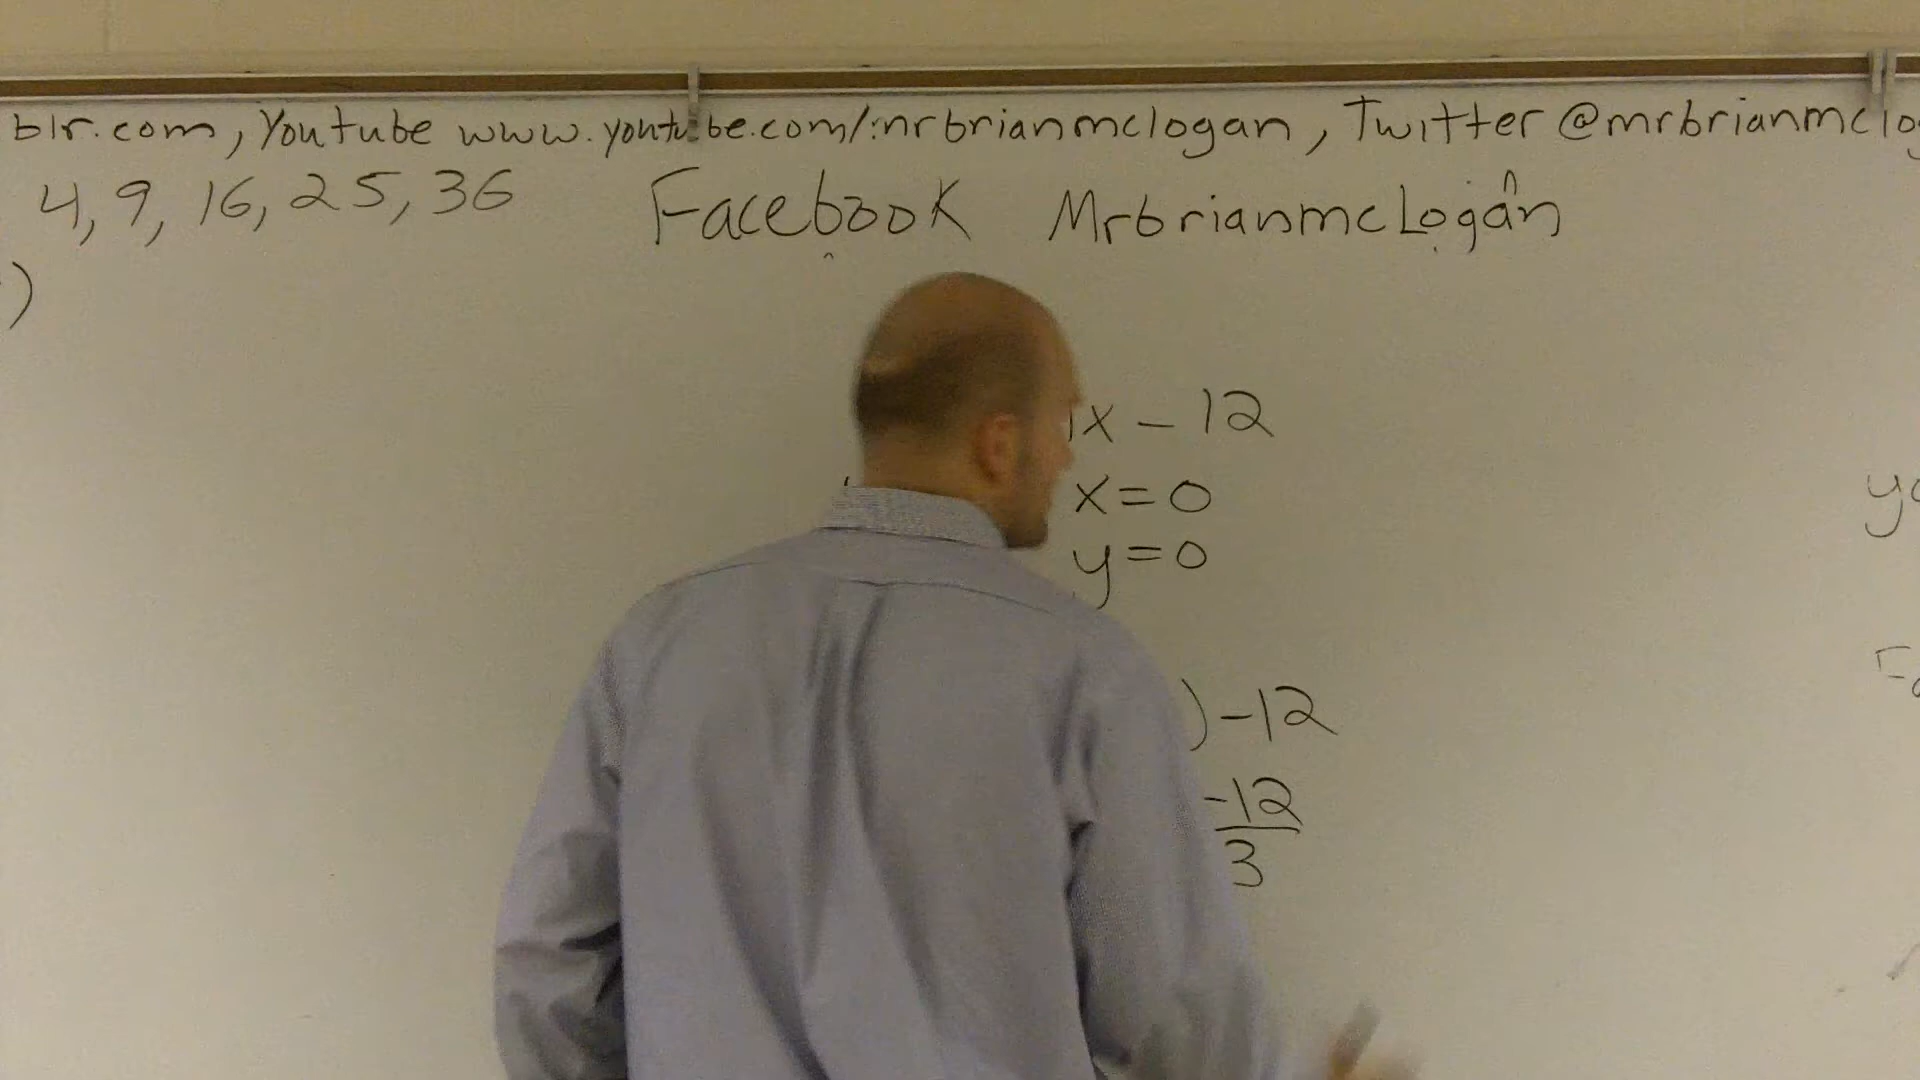 blr.com, Youtube www.youtube.com/mrbrianmclogan, Twitter @mrbrianmclo
4, 9, 16, 25, 36 Facebook MrbrianmcLogan
)
x - 12
x = 0
y = 0
) - 12
-12
3